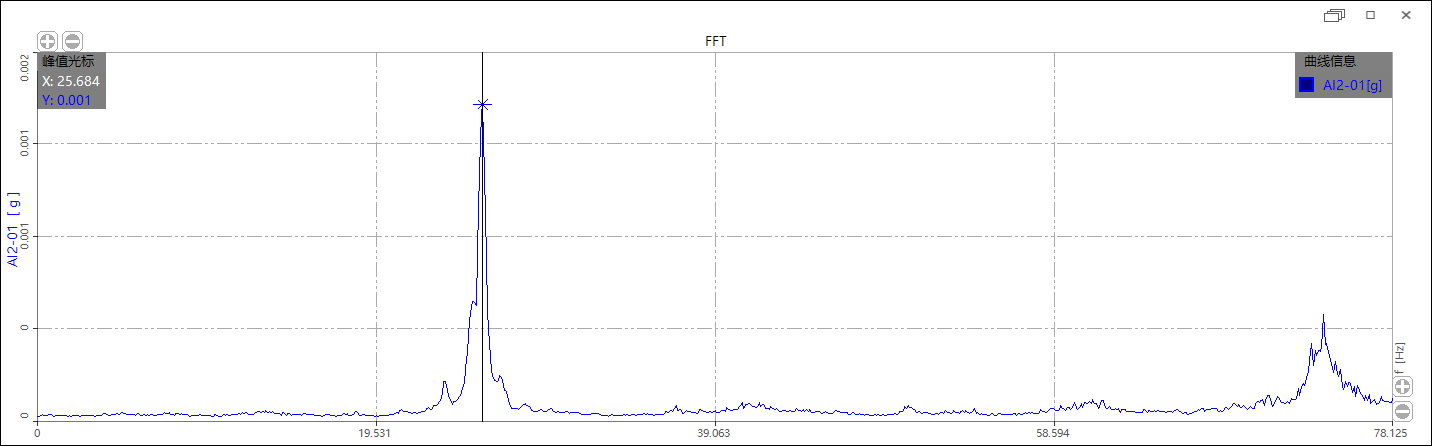 FFT
峰值光标
X: 25.684
Y: 0.001
曲线信息
AI2-01[g]
0.002
0.001
0.001
0
0
AI2-01 [ g ]
f [Hz]
0
19.531
39.063
58.594
78.125